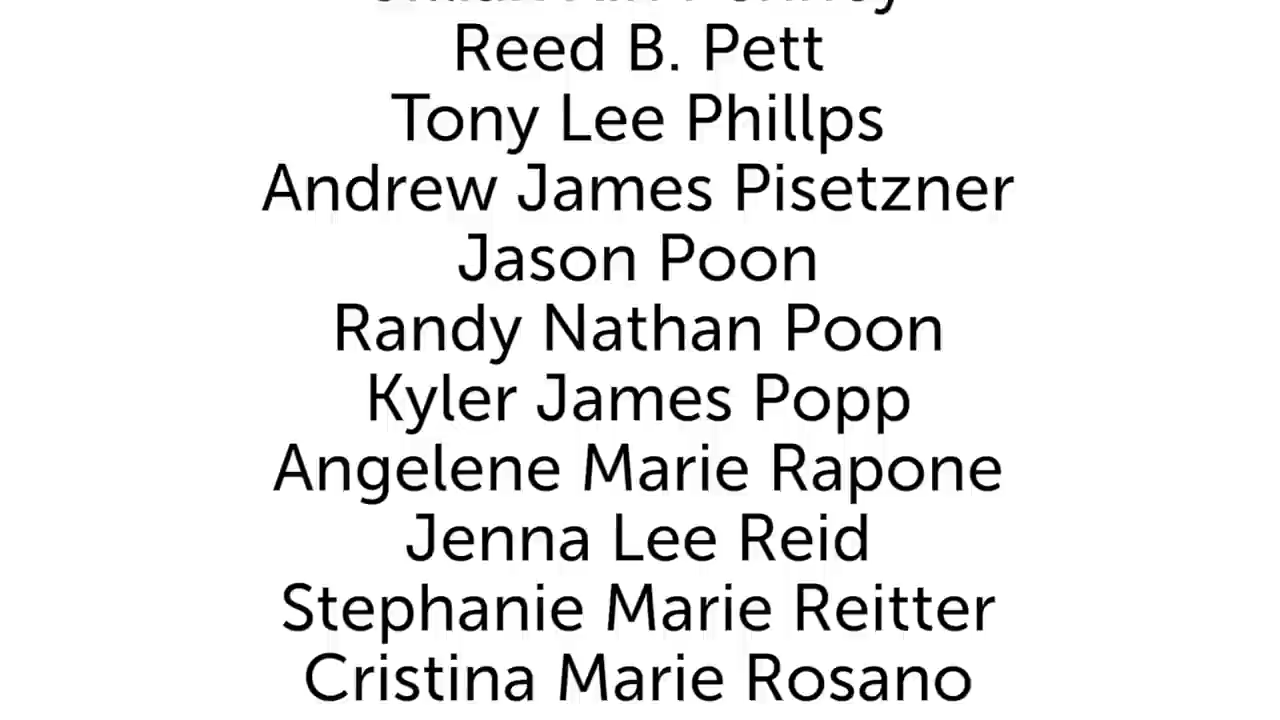 Reed B. Pett
Tony Lee Phillps
Andrew James Pisetzner
Jason Poon
Randy Nathan Poon
Kyler James Popp
Angelene Marie Rapone
Jenna Lee Reid
Stephanie Marie Reitter
Cristina Marie Rosano